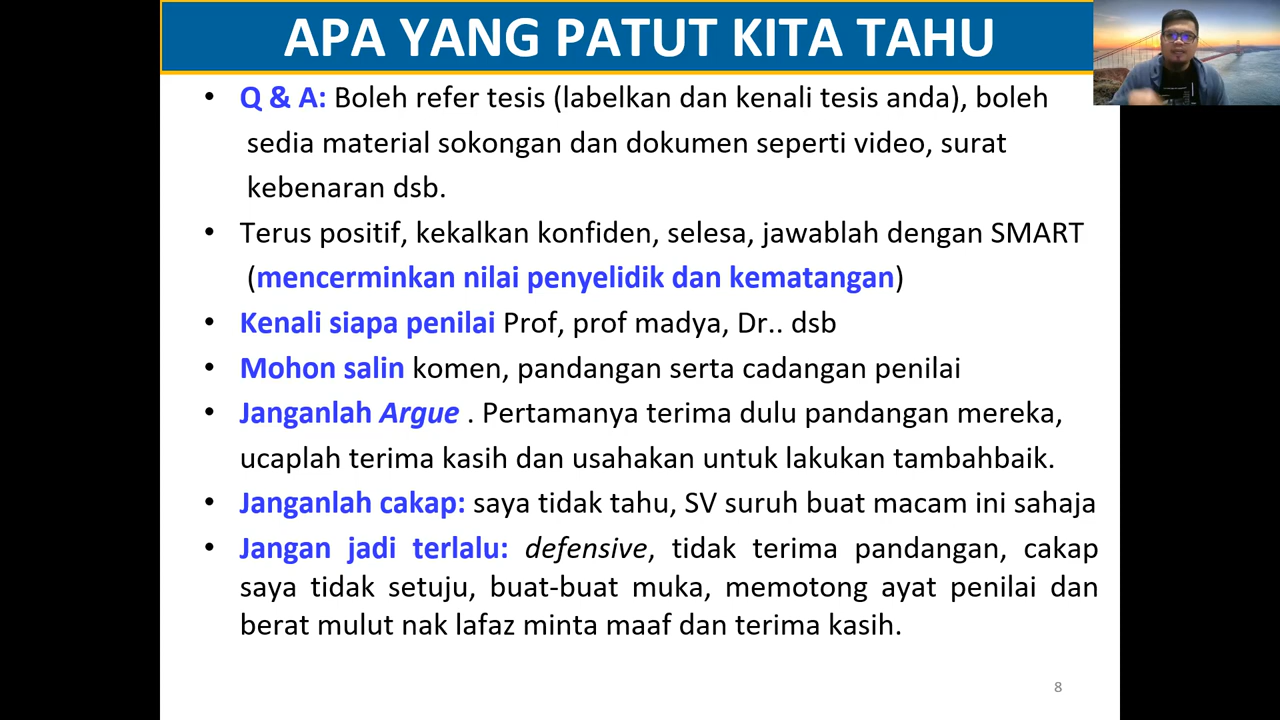 APA YANG PATUT KITA TAHU
• Q & A: Boleh refer tesis (labelkan dan kenali tesis anda), boleh
sedia material sokongan dan dokumen seperti video, surat
kebenaran dsb.
• Terus positif, kekalkan konfiden, selesa, jawablah dengan SMART
(mencerminkan nilai penyelidik dan kematangan)
• Kenali siapa penilai Prof, prof madya, Dr.. dsb
• Mohon salin komen, pandangan serta cadangan penilai
• Janganlah Argue . Pertamanya terima dulu pandangan mereka,
ucaplah terima kasih dan usahakan untuk lakukan tambahbaik.
• Janganlah cakap: saya tidak tahu, SV suruh buat macam ini sahaja
• Jangan jadi terlalu: defensive, tidak terima pandangan, cakap
saya tidak setuju, buat-buat muka, memotong ayat penilai dan
berat mulut nak lafaz minta maaf dan terima kasih.
8